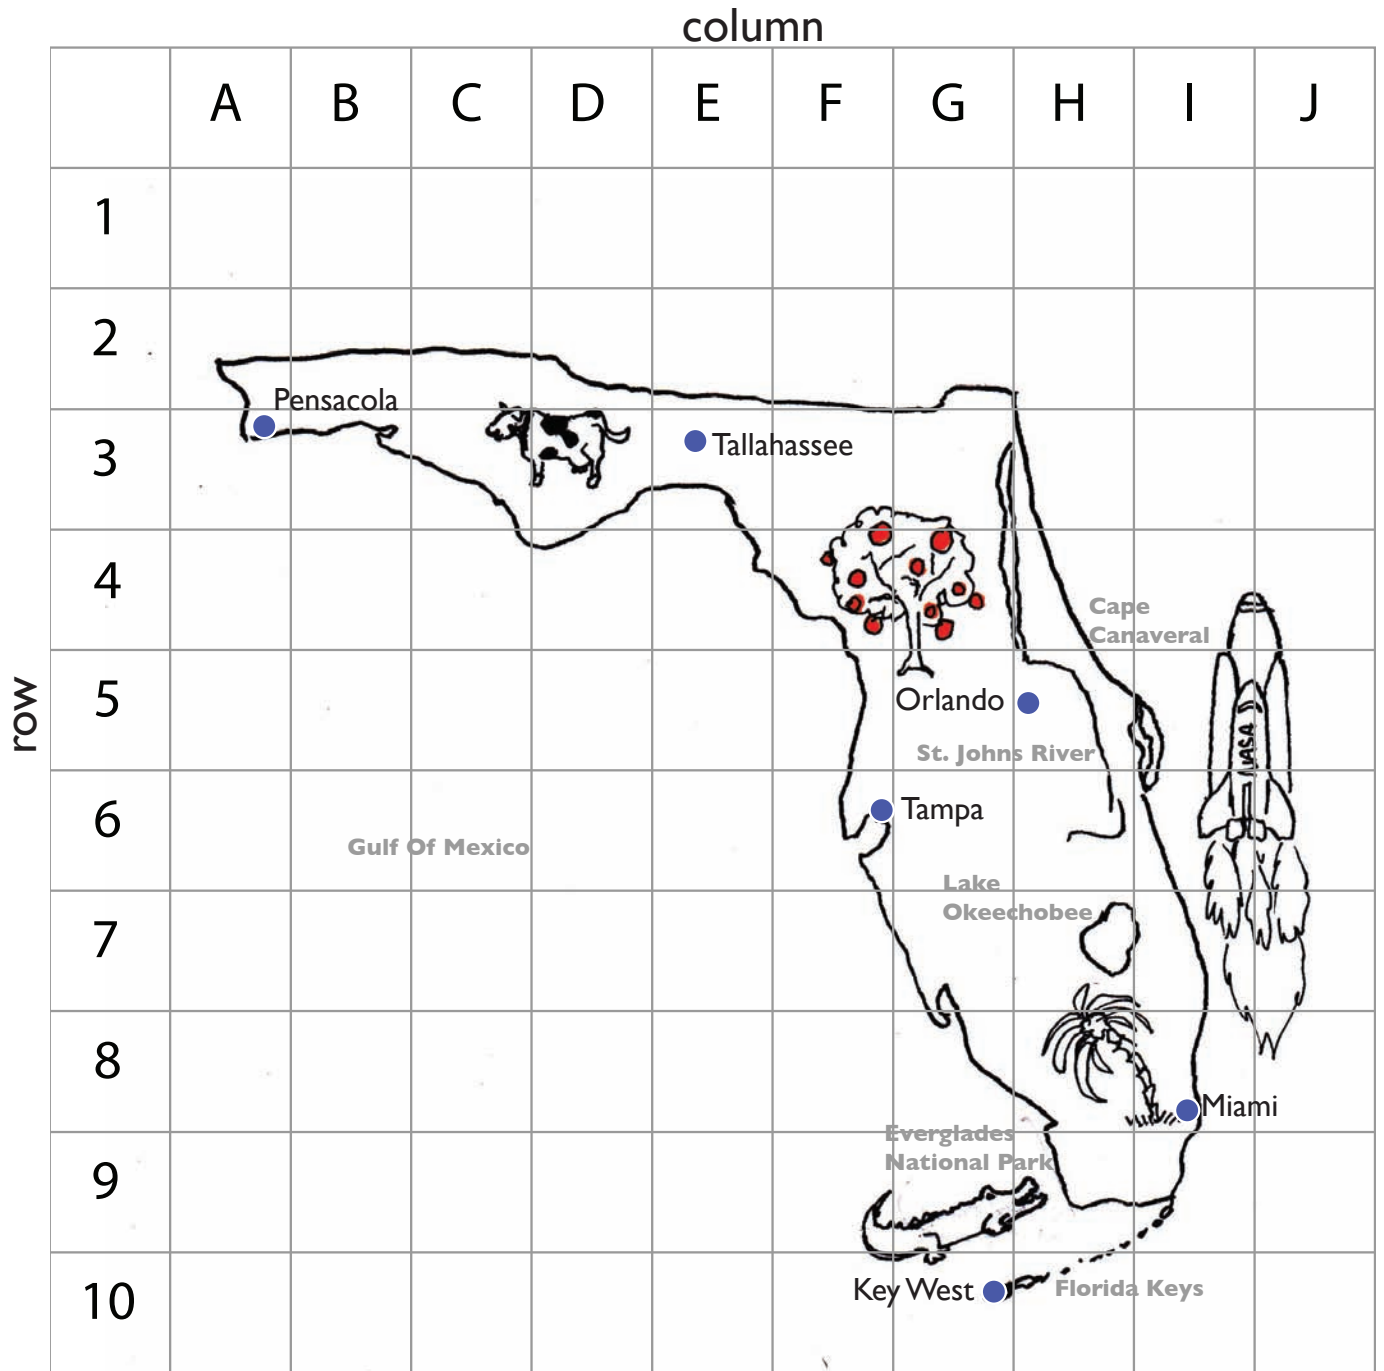 column
A B C D E F G H I J
1
2
Pensacola
3
Tallahassee
4
Cape
Canaveral
row
5
Orlando
NASA
St. Johns River
6
Tampa
Gulf Of Mexico
Lake
Okeechobee
7
8
Miami
Everglades
National Park
9
Key West
Florida Keys
10